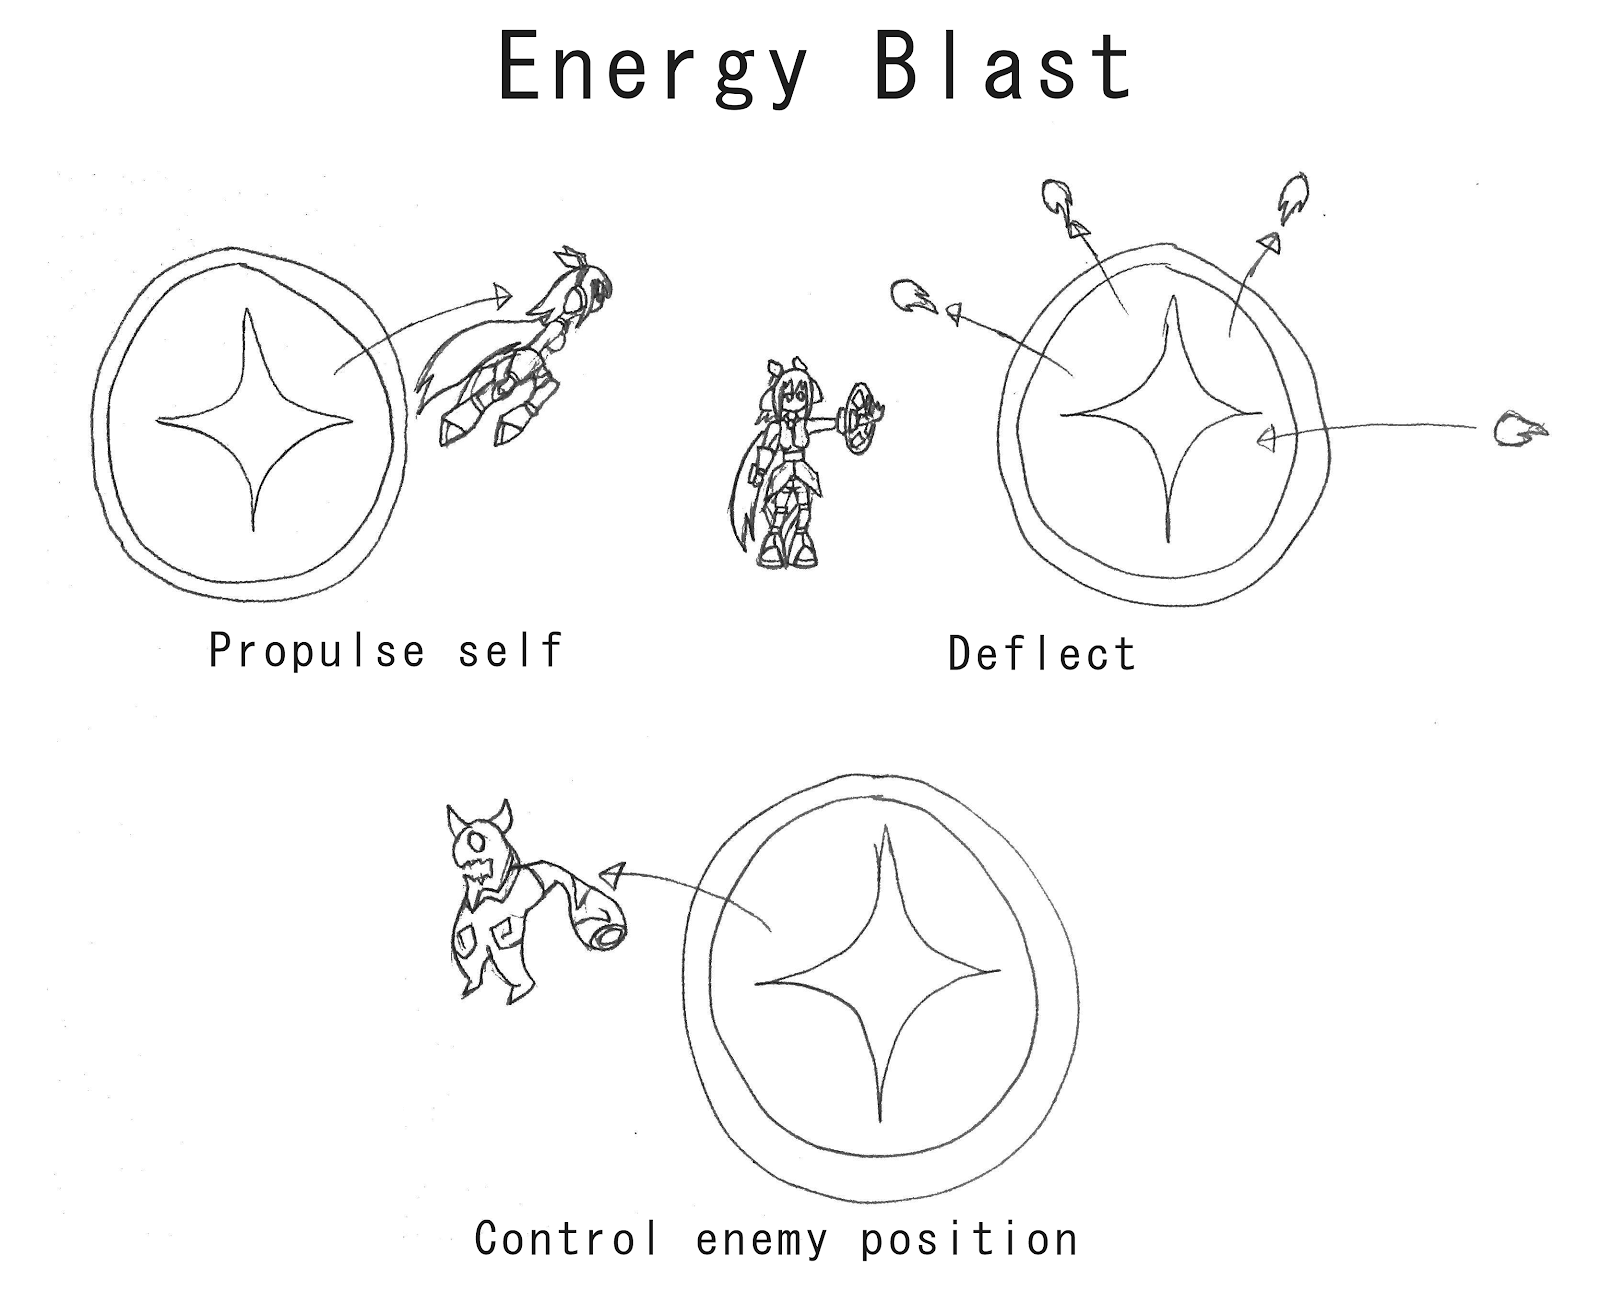 Energy Blast
Propulse self
Deflect
Control enemy position